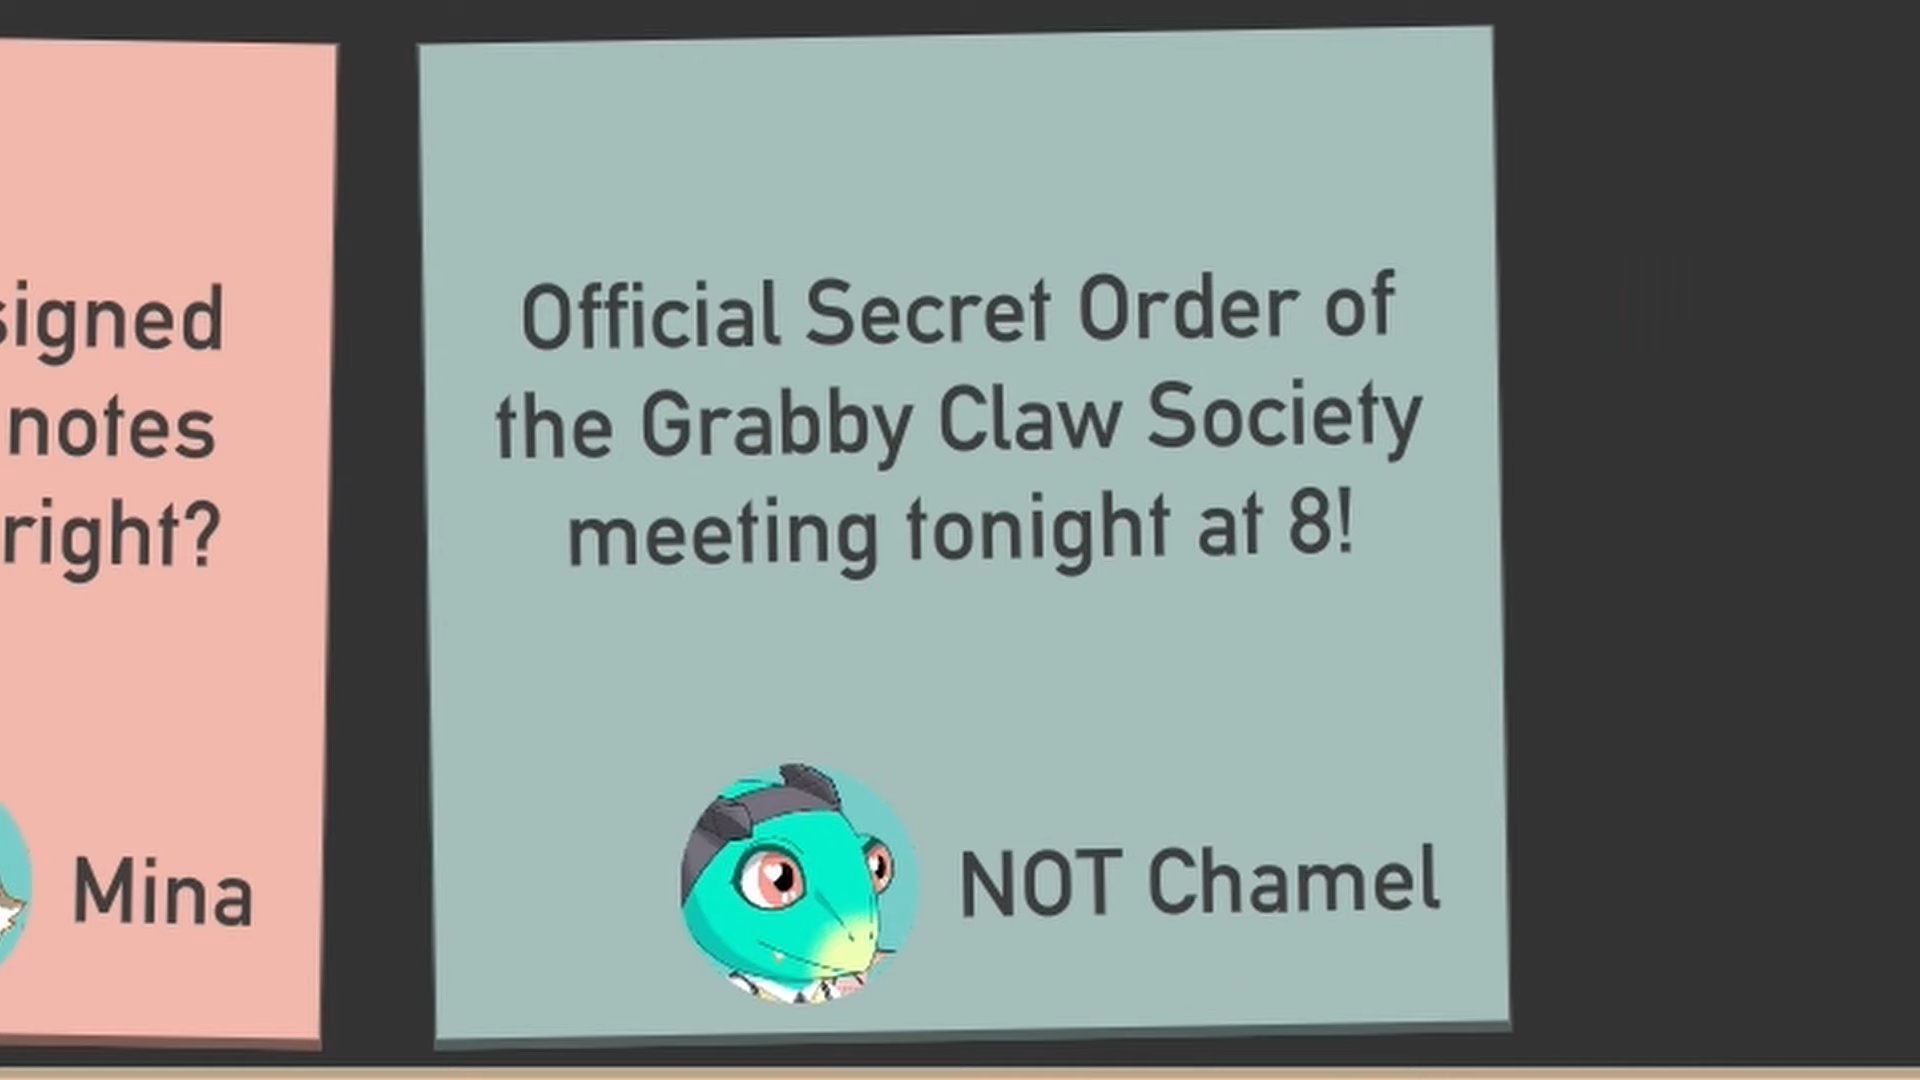 signed
notes
right?
Mina
Official Secret Order of
the Grabby Claw Society
meeting tonight at 8!
NOT Chamel